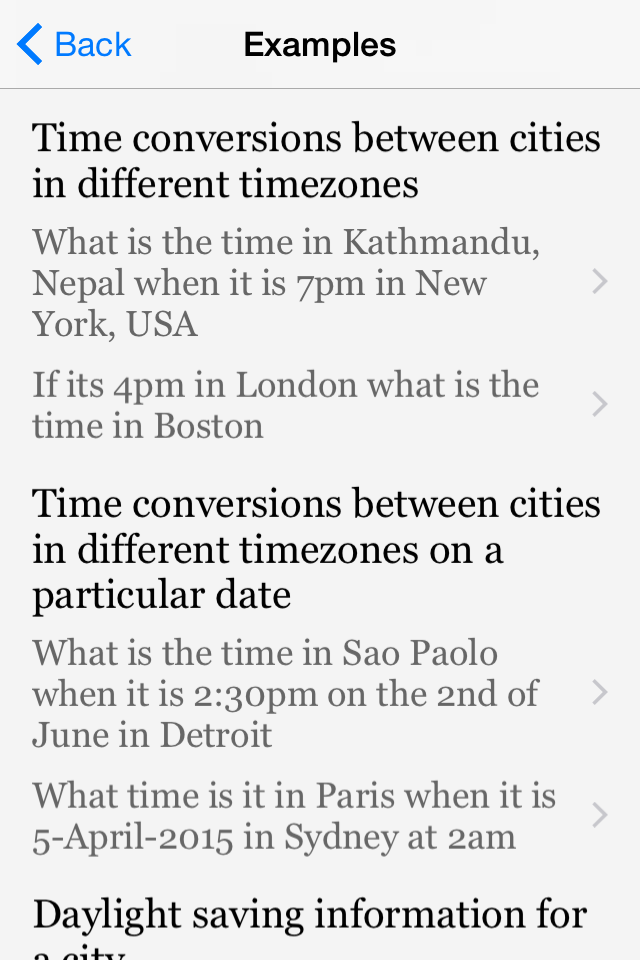 Back
Examples
Time conversions between cities
in different timezones
What is the time in Kathmandu,
Nepal when it is 7pm in New
York, USA
If its 4pm in London what is the
time in Boston
Time conversions between cities
in different timezones on a
particular date
What is the time in Sao Paolo
when it is 2:30pm on the 2nd of
June in Detroit
What time is it in Paris when it is
5-April-2015 in Sydney at 2am
Daylight saving information for
a city